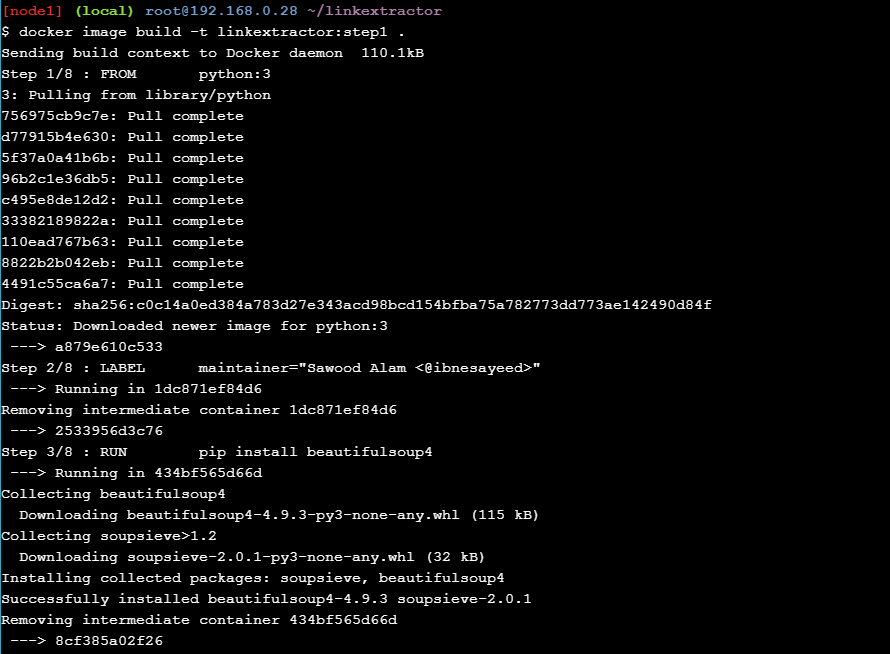 [node1] (local) root@192.168.0.28 ~/linkextractor
$ docker image build -t linkextractor:step1 .
Sending build context to Docker daemon  110.1kB
Step 1/8 : FROM       python:3
3: Pulling from library/python
756975cb9c7e: Pull complete
d77915b4e630: Pull complete
5f37a0a41b6b: Pull complete
96b2c1e36db5: Pull complete
c495e8de12d2: Pull complete
33382189822a: Pull complete
110ead767b63: Pull complete
8822b2b042eb: Pull complete
4491c55ca6a7: Pull complete
Digest: sha256:c0c14a0ed384a783d27e343acd98bcd154bfba75a782773dd773ae142490d84f
Status: Downloaded newer image for python:3
 ---> a879e610c533
Step 2/8 : LABEL      maintainer="Sawood Alam <@ibnesayeed>"
 ---> Running in 1dc871ef84d6
Removing intermediate container 1dc871ef84d6
 ---> 2533956d3c76
Step 3/8 : RUN        pip install beautifulsoup4
 ---> Running in 434bf565d66d
Collecting beautifulsoup4
  Downloading beautifulsoup4-4.9.3-py3-none-any.whl (115 kB)
Collecting soupsieve>1.2
  Downloading soupsieve-2.0.1-py3-none-any.whl (32 kB)
Installing collected packages: soupsieve, beautifulsoup4
Successfully installed beautifulsoup4-4.9.3 soupsieve-2.0.1
Removing intermediate container 434bf565d66d
 ---> 8cf385a02f26